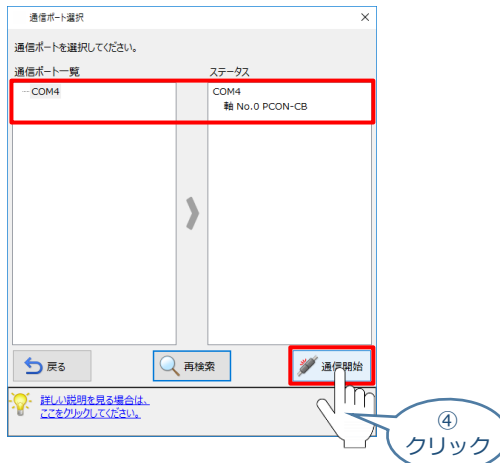 通信ポート選択
×
通信ポートを選択してください。
通信ポート一覧
ステータス
COM4
COM4
軸 No.0 PCON-CB
戻る
再検索
通信開始
詳しい説明を見る場合は、
ここをクリックしてください。
④
クリック